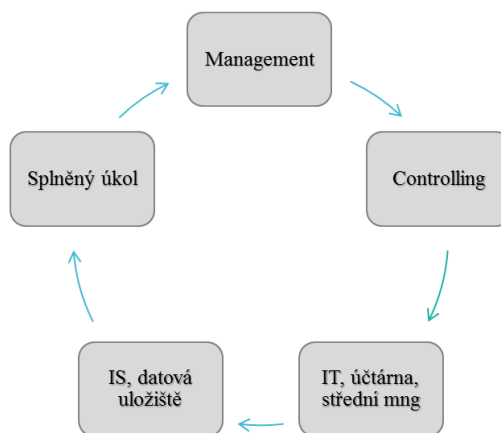 Management
Controlling
IT, účtárna,
střední mng
IS, datová
uložiště
Splněný úkol